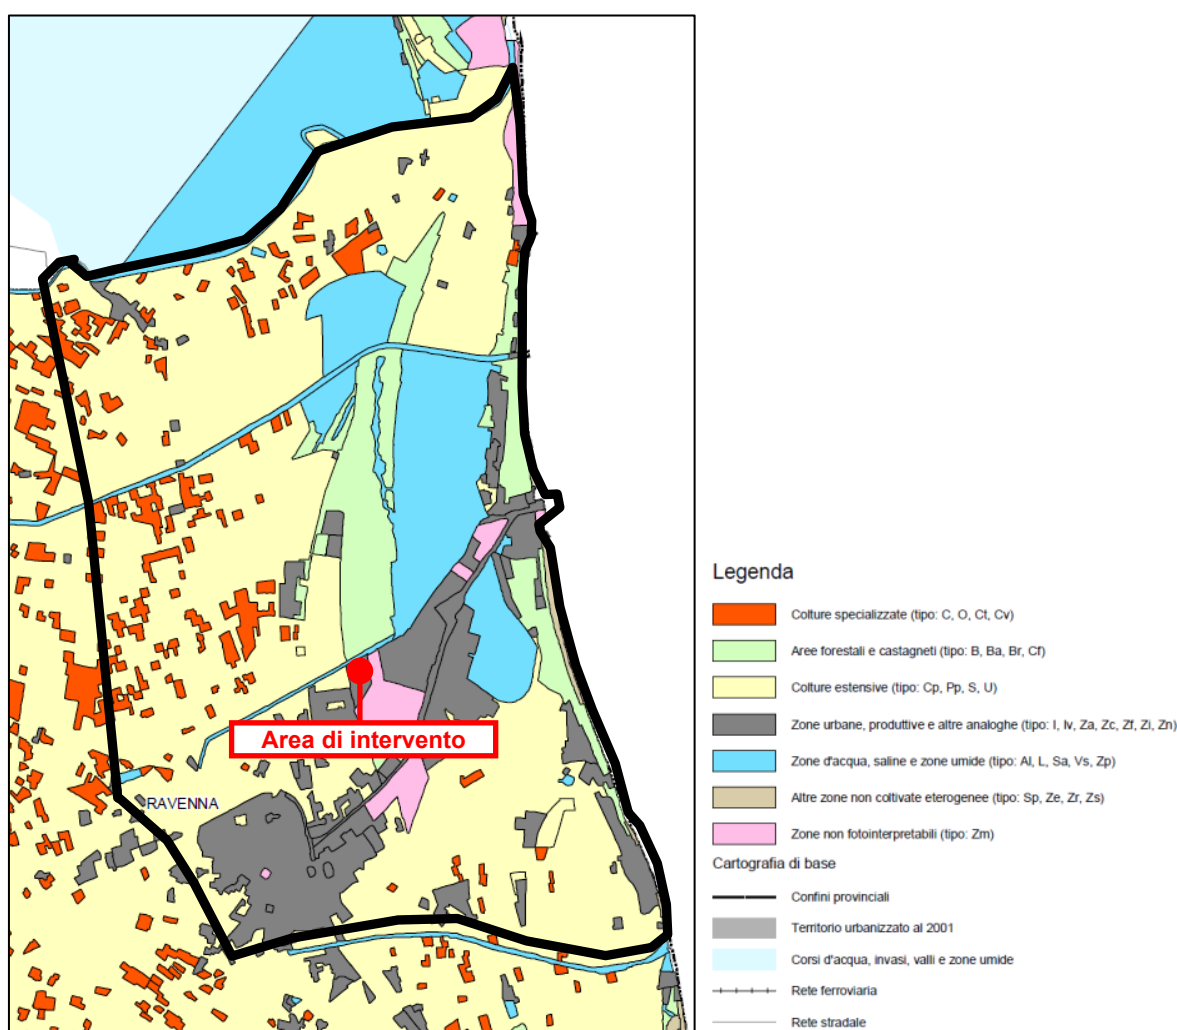 Area di intervento
RAVENNA
Legenda
Colture specializzate (tipo: C, O, Ct, Cv)
Aree forestali e castagneti (tipo: B, Ba, Br, Cf)
Colture estensive (tipo: Cp, Pp, S, U)
Zone urbane, produttive e altre analoghe (tipo: I, Iv, Za, Zc, Zf, Zi, Zn)
Zone d'acqua, saline e zone umide (tipo: Al, L, Sa, Vs, Zp)
Altre zone non coltivate eterogenee (tipo: Sp, Ze, Zr, Zs)
Zone non fotointerpretabili (tipo: Zm)
Cartografia di base
Confini provinciali
Territorio urbanizzato al 2001
Corsi d'acqua, invasi, valli e zone umide
Rete ferroviaria
Rete stradale